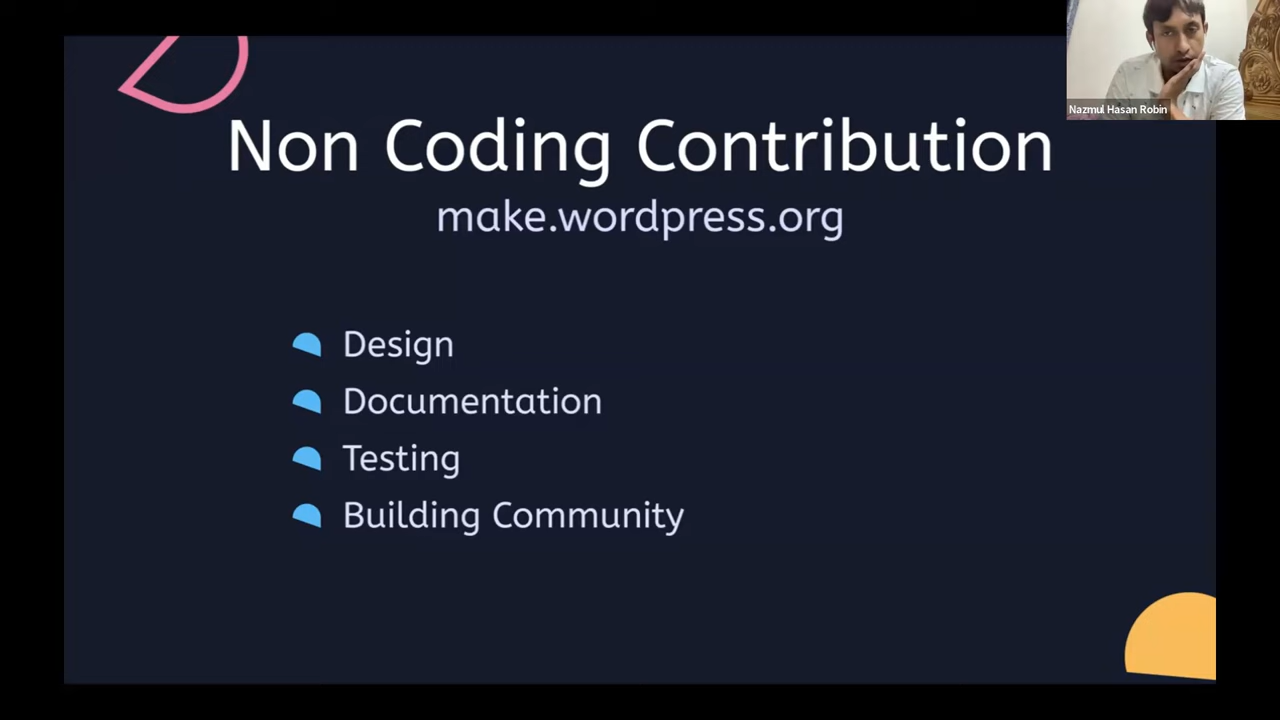 Non Coding Contribution
make.wordpress.org
Design
Documentation
Testing
Building Community
Nazmul Hasan Robin